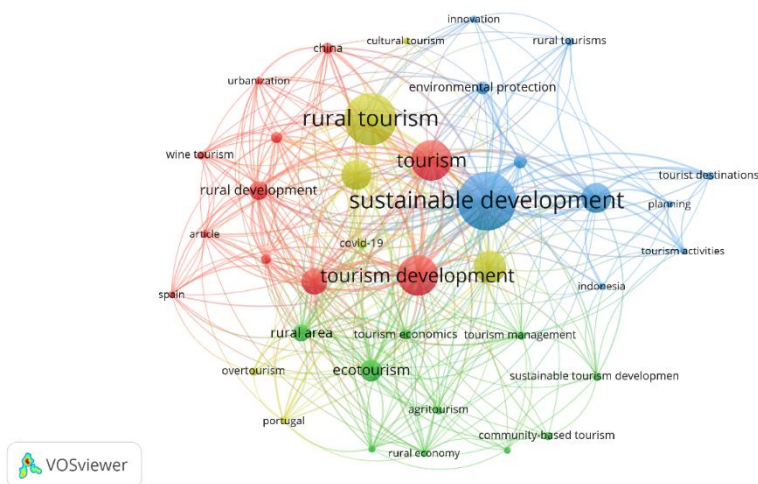 innovation
china
cultural tourism
rural tourisms
urbanization
environmental protection
rural tourism
wine tourism
tourism
tourist destinations
rural development
sustainable development
planning
article
covid-19
tourism activities
tourism development
indonesia
spain
rural area
tourism economics
tourism management
overtourism
ecotourism
sustainable tourism developmen
agritourism
portugal
community-based tourism
rural economy
VOSviewer